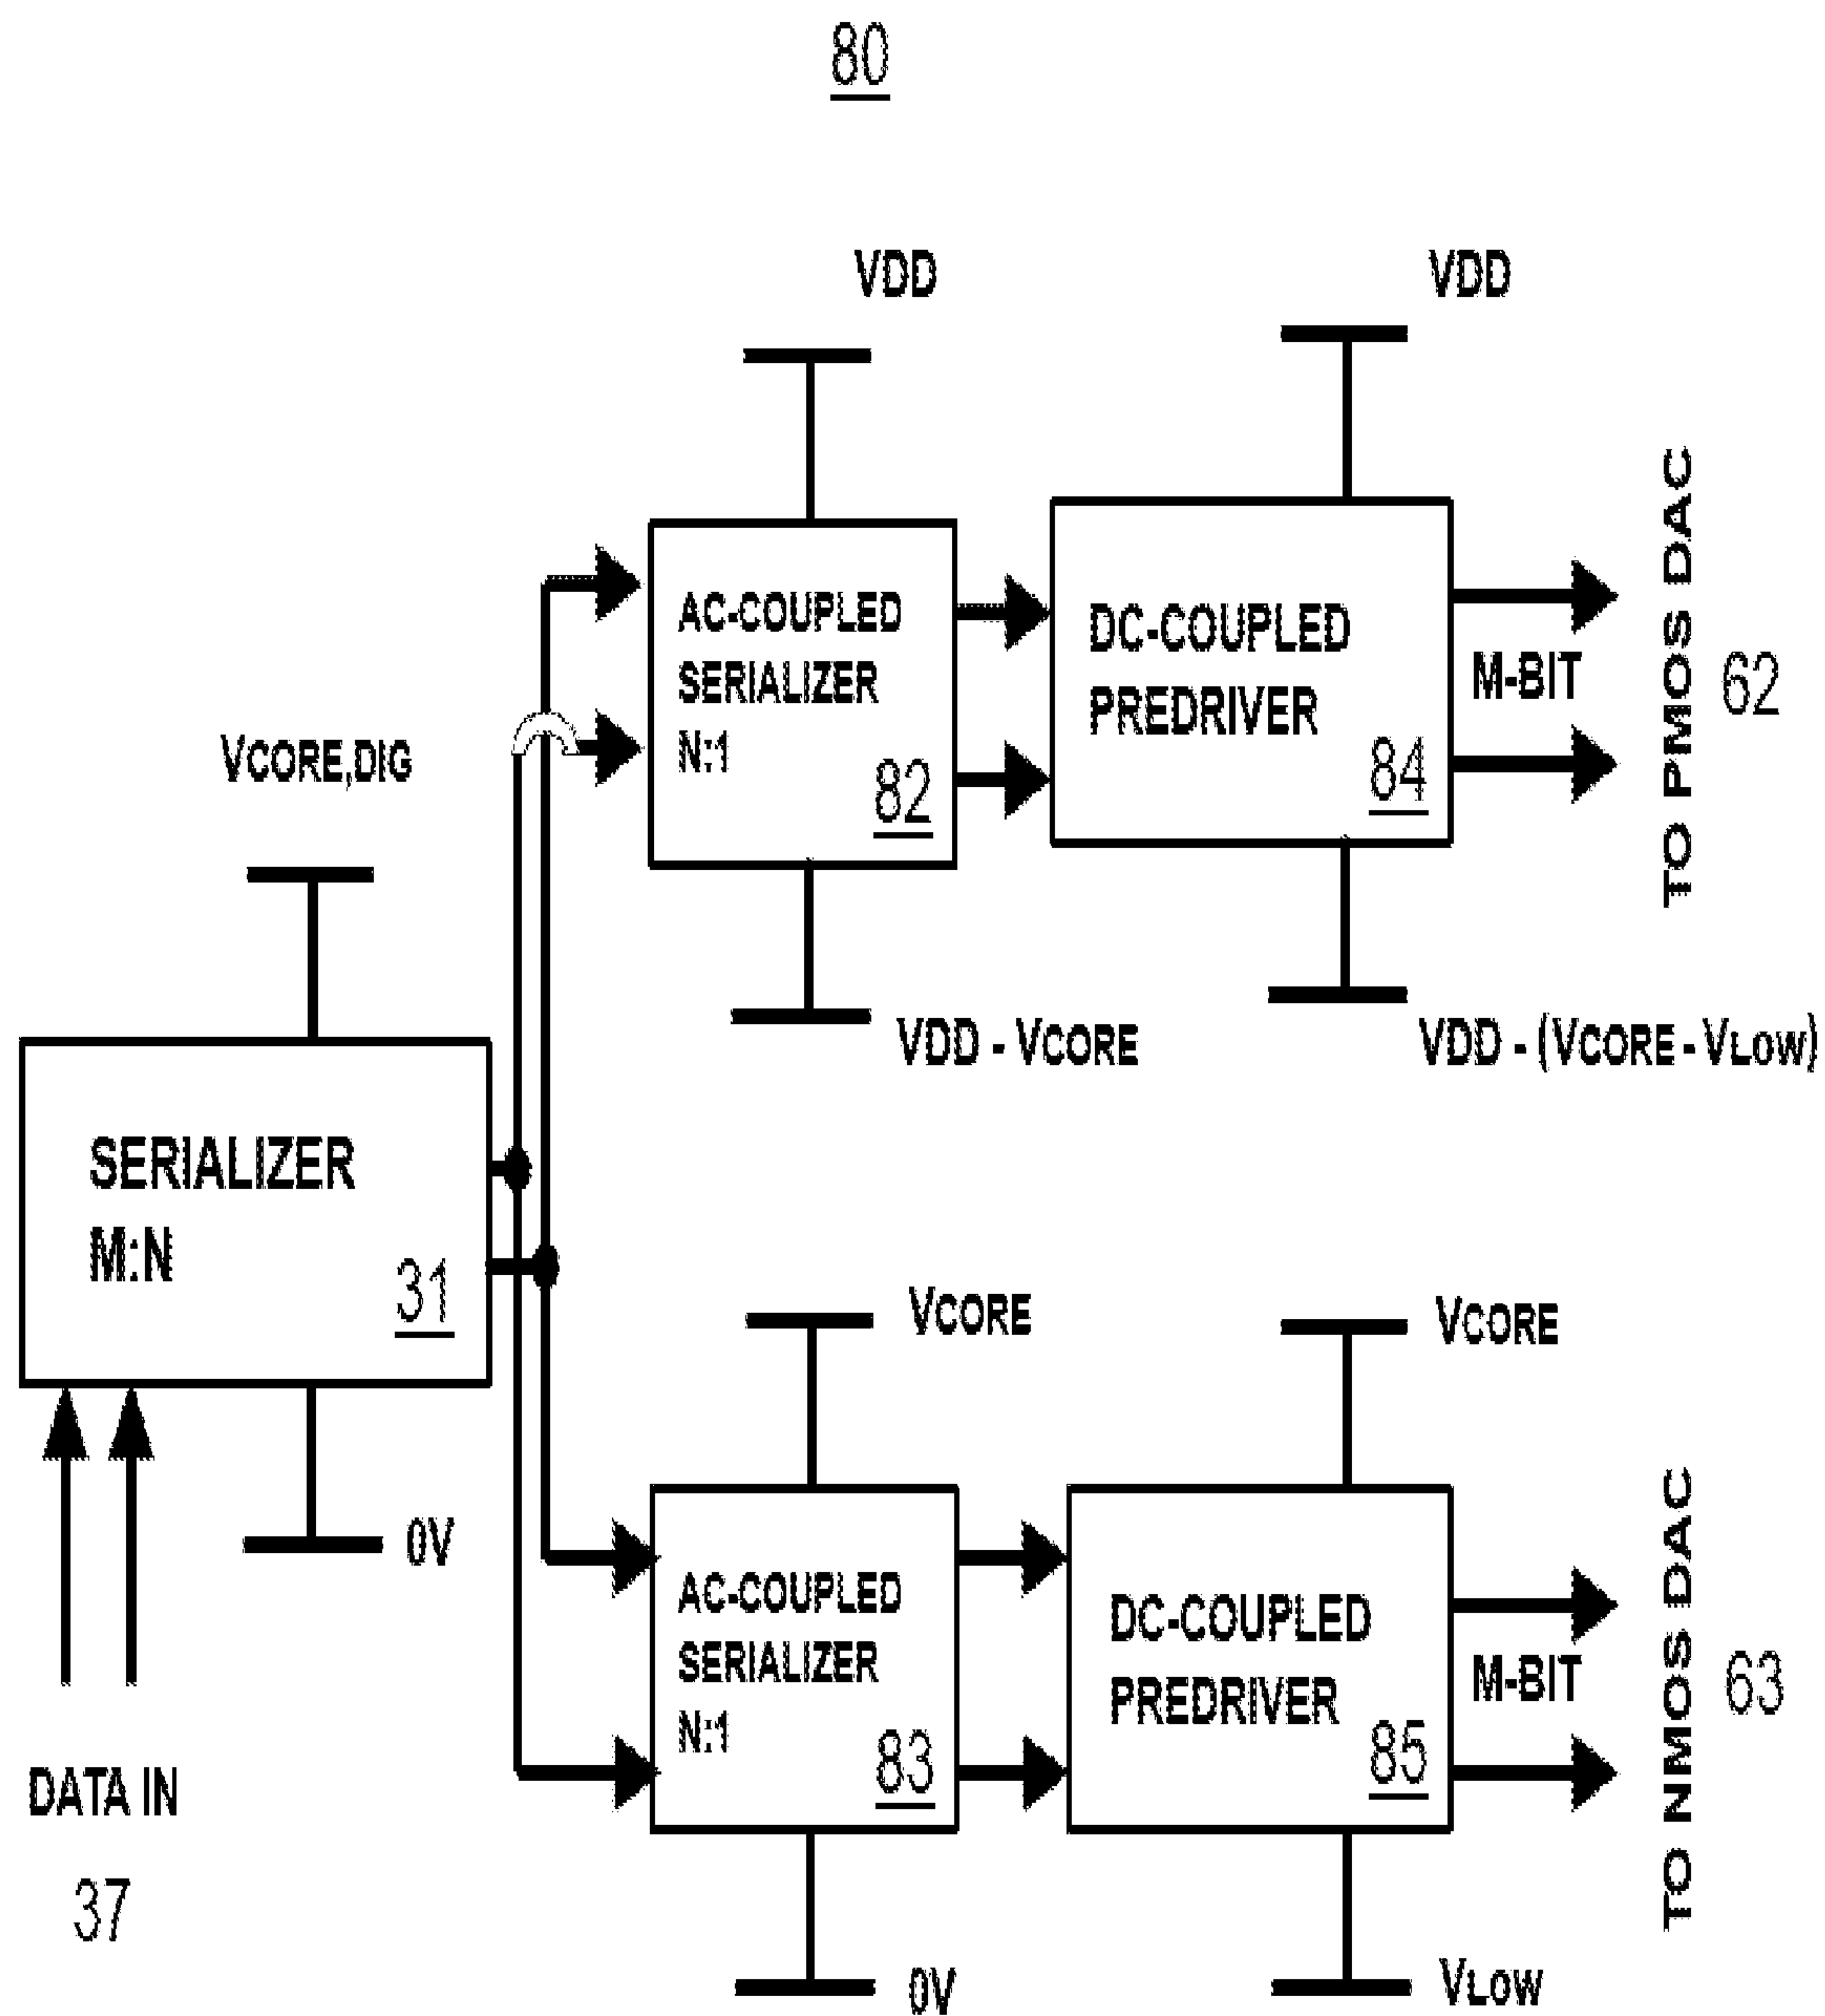 80
VDD
VDD
AC-COUPLED
SERIALIZER
N:1
82
DC-COUPLED
PREDRIVER
84
M-BIT
TO PMOS DAC
62
VCORE,DIG
VDD - VCORE
VDD - (VCORE - VLOW)
SERIALIZER
M:N
31
VCORE
VCORE
0V
AC-COUPLED
SERIALIZER
N:1
83
DC-COUPLED
PREDRIVER
85
M-BIT
TO NMOS DAC
63
DATA IN
37
0V
VLOW